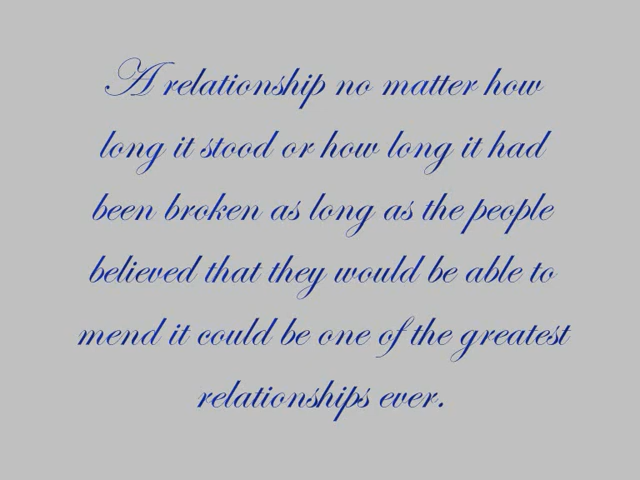 A relationship no matter how
long it stood or how long it had
been broken as long as the people
believed that they would be able to
mend it could be one of the greatest
relationships ever.